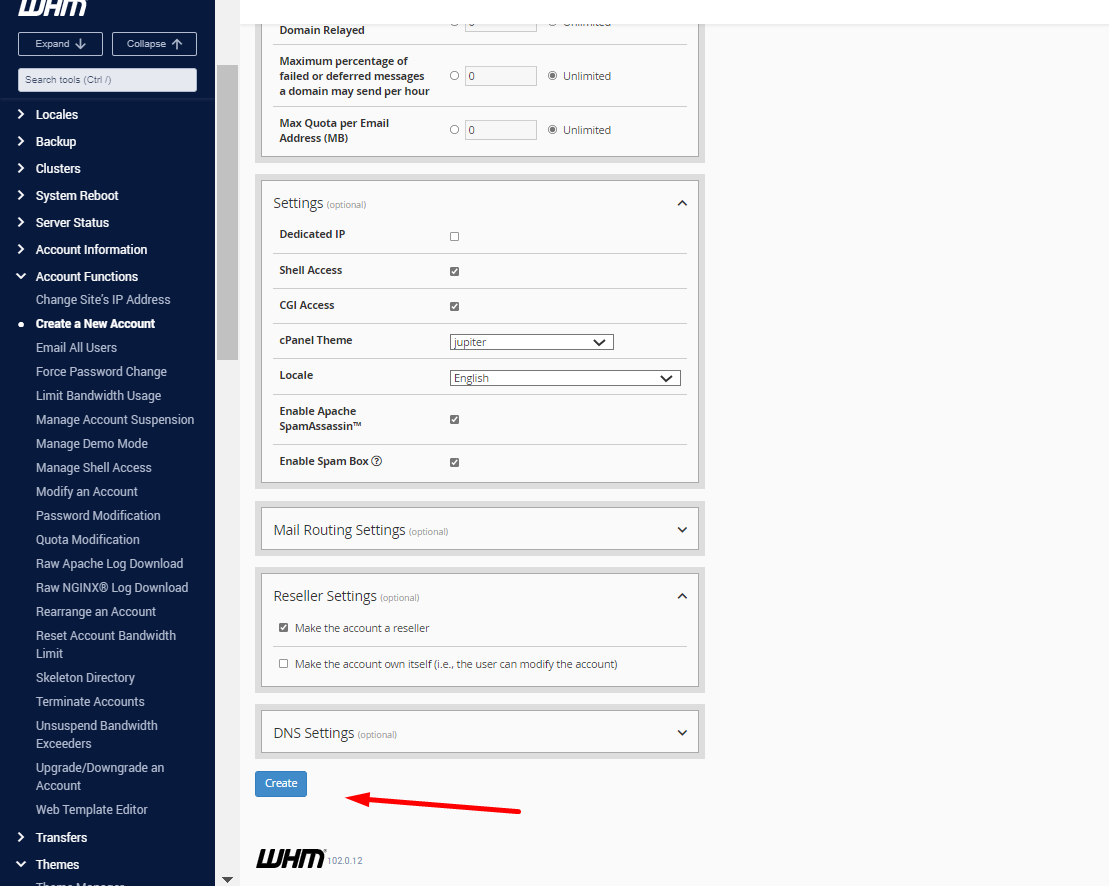 WHM
Expand
Collapse
Search tools (Ctrl /)
Locales
Backup
Clusters
System Reboot
Server Status
Account Information
Account Functions
Change Site's IP Address
Create a New Account
Email All Users
Force Password Change
Limit Bandwidth Usage
Manage Account Suspension
Manage Demo Mode
Manage Shell Access
Modify an Account
Password Modification
Quota Modification
Raw Apache Log Download
Raw NGINX® Log Download
Rearrange an Account
Reset Account Bandwidth
Limit
Skeleton Directory
Terminate Accounts
Unsuspend Bandwidth
Exceeders
Upgrade/Downgrade an
Account
Web Template Editor
Transfers
Themes
Theme Manager
Domain Relayed
0 Unlimited
Maximum percentage of
failed or deferred messages
a domain may send per hour
0 Unlimited
Max Quota per Email
Address (MB)
0 Unlimited
Settings (optional)
Dedicated IP
Shell Access
CGI Access
cPanel Theme
jupiter
Locale
English
Enable Apache
SpamAssassin™
Enable Spam Box ?
Mail Routing Settings (optional)
Reseller Settings (optional)
Make the account a reseller
Make the account own itself (i.e., the user can modify the account)
DNS Settings (optional)
Create
WHM® 102.0.12